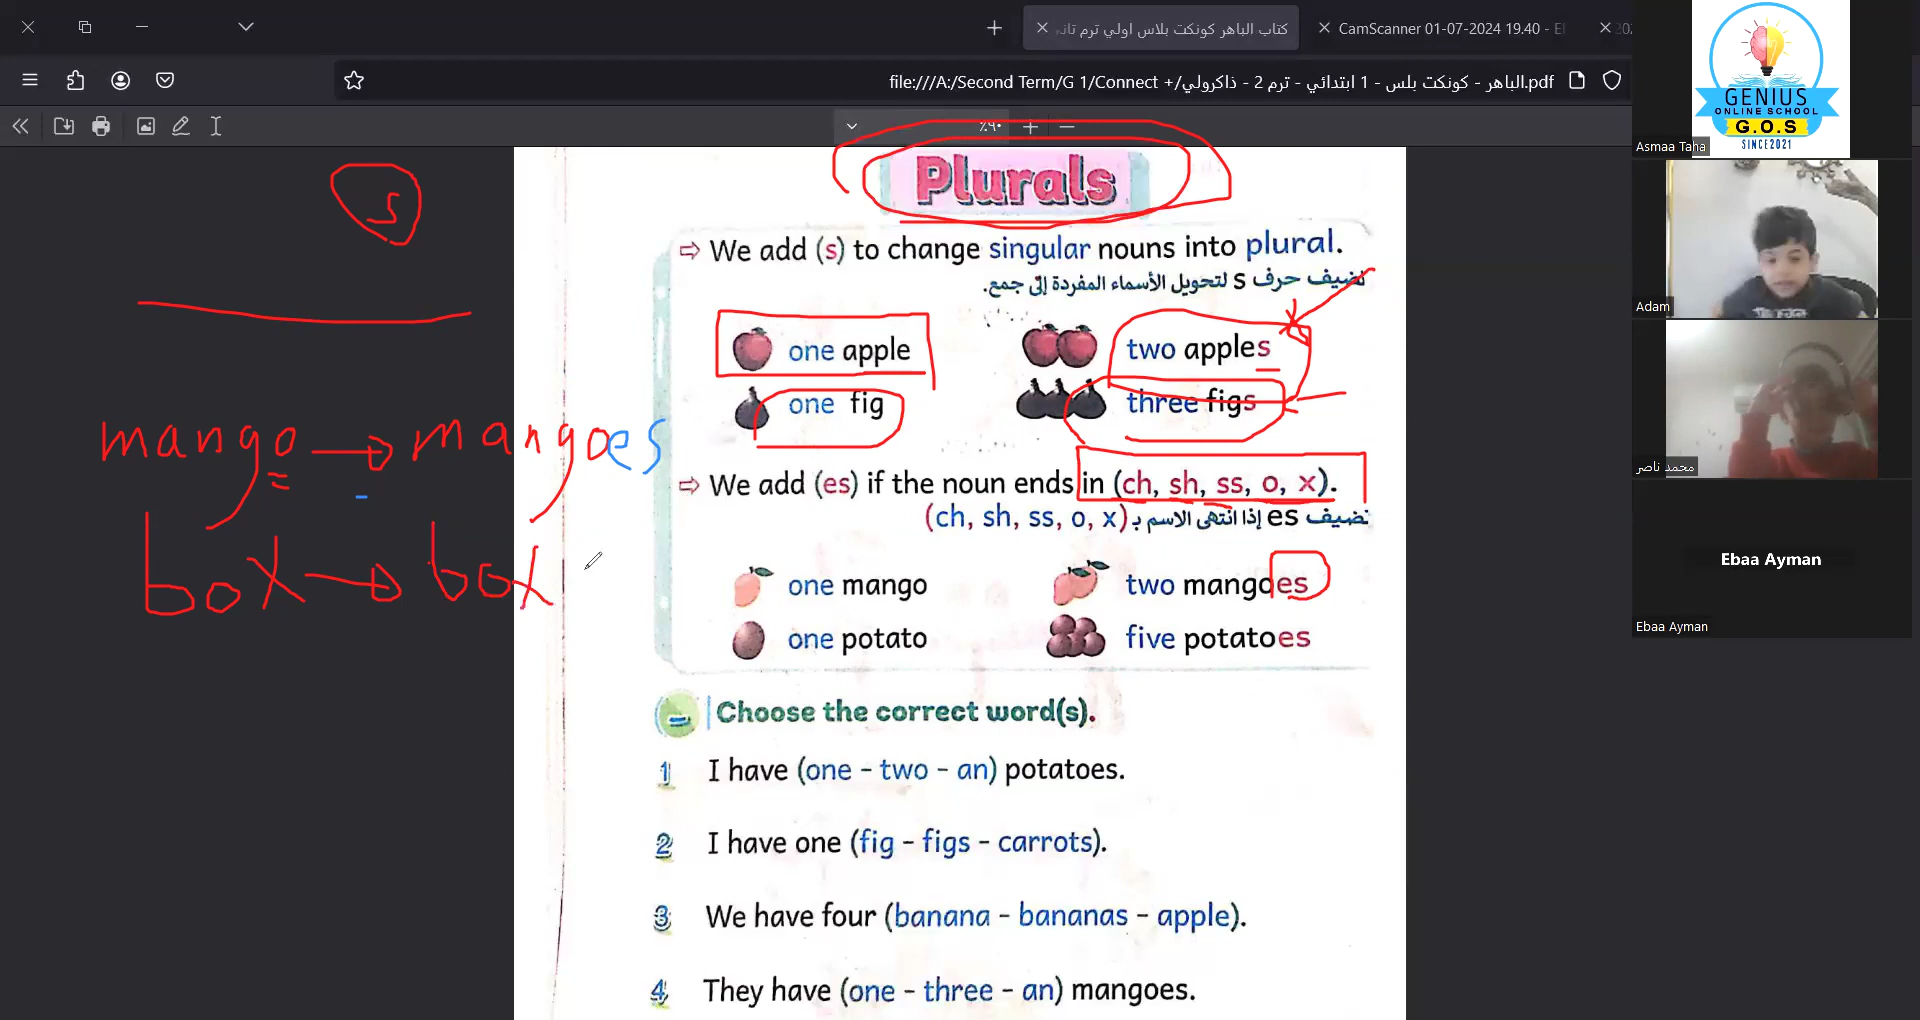 كتاب الباهر كونكت بلاس اولي ترم تاني
CamScanner 01-07-2024 19.40 - E
file:///A:/Second Term/G 1/Connect +/الباهر - كونكت بلس - 1 ابتدائي - ترم 2 - ذاكرولي.pdf
٪٩٠
GENIUS
ONLINE SCHOOL
G.O.S
SINCE2021
Asmaa Taha
Adam
محمد ناصر
Ebaa Ayman
Ebaa Ayman
s
mango → mangoes
box → box
Plurals
⇨ We add (s) to change singular nouns into plural.
نضيف حرف s لتحويل الأسماء المفردة إلى جمع.
one apple two apples
one fig three figs
⇨ We add (es) if the noun ends in (ch, sh, ss, o, x).
نضيف es إذا انتهى الاسم بـ (ch, sh, ss, o, x)
one mango two mangoes
one potato five potatoes
Choose the correct word(s).
1 I have (one - two - an) potatoes.
2 I have one (fig - figs - carrots).
3 We have four (banana - bananas - apple).
4 They have (one - three - an) mangoes.